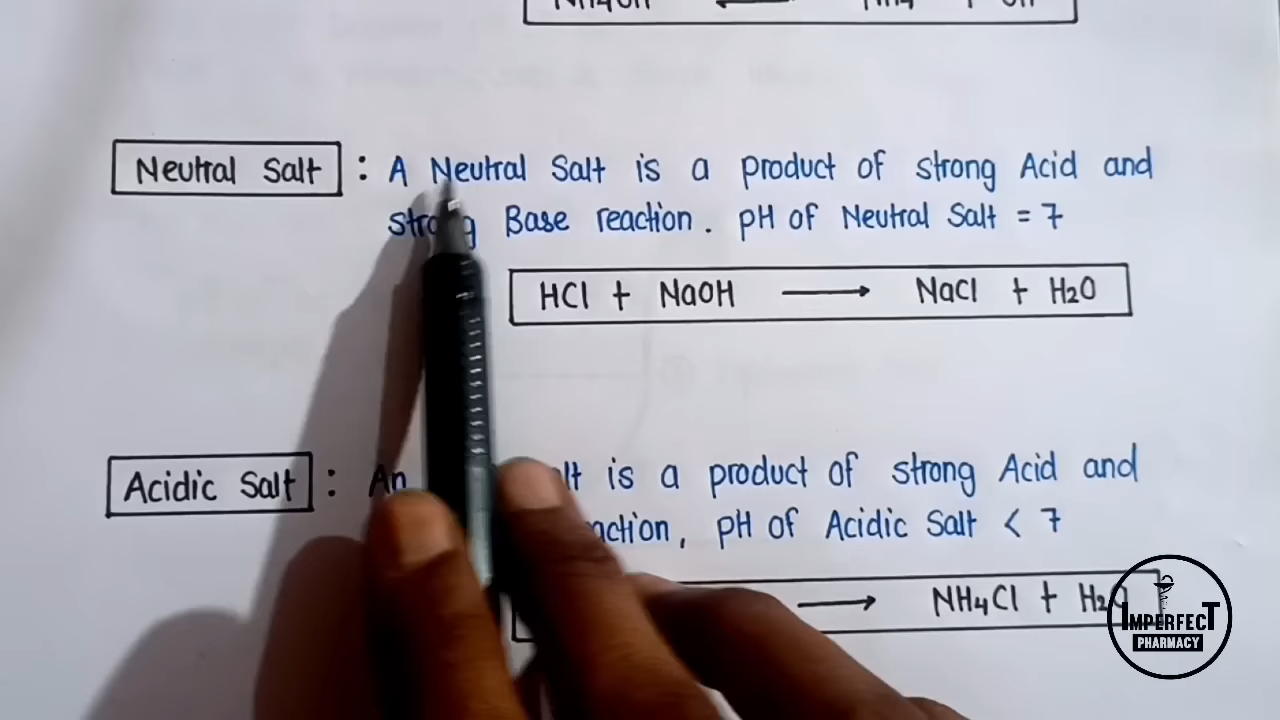 Neutral Salt : A Neutral Salt is a product of strong Acid and
strong Base reaction. pH of Neutral Salt = 7
HCl + NaOH ⟶ NaCl + H₂O
Acidic Salt : An is a product of strong Acid and
pH of Acidic Salt < 7
⟶ NH₄Cl + H₂O
IMPERFECT
PHARMACY